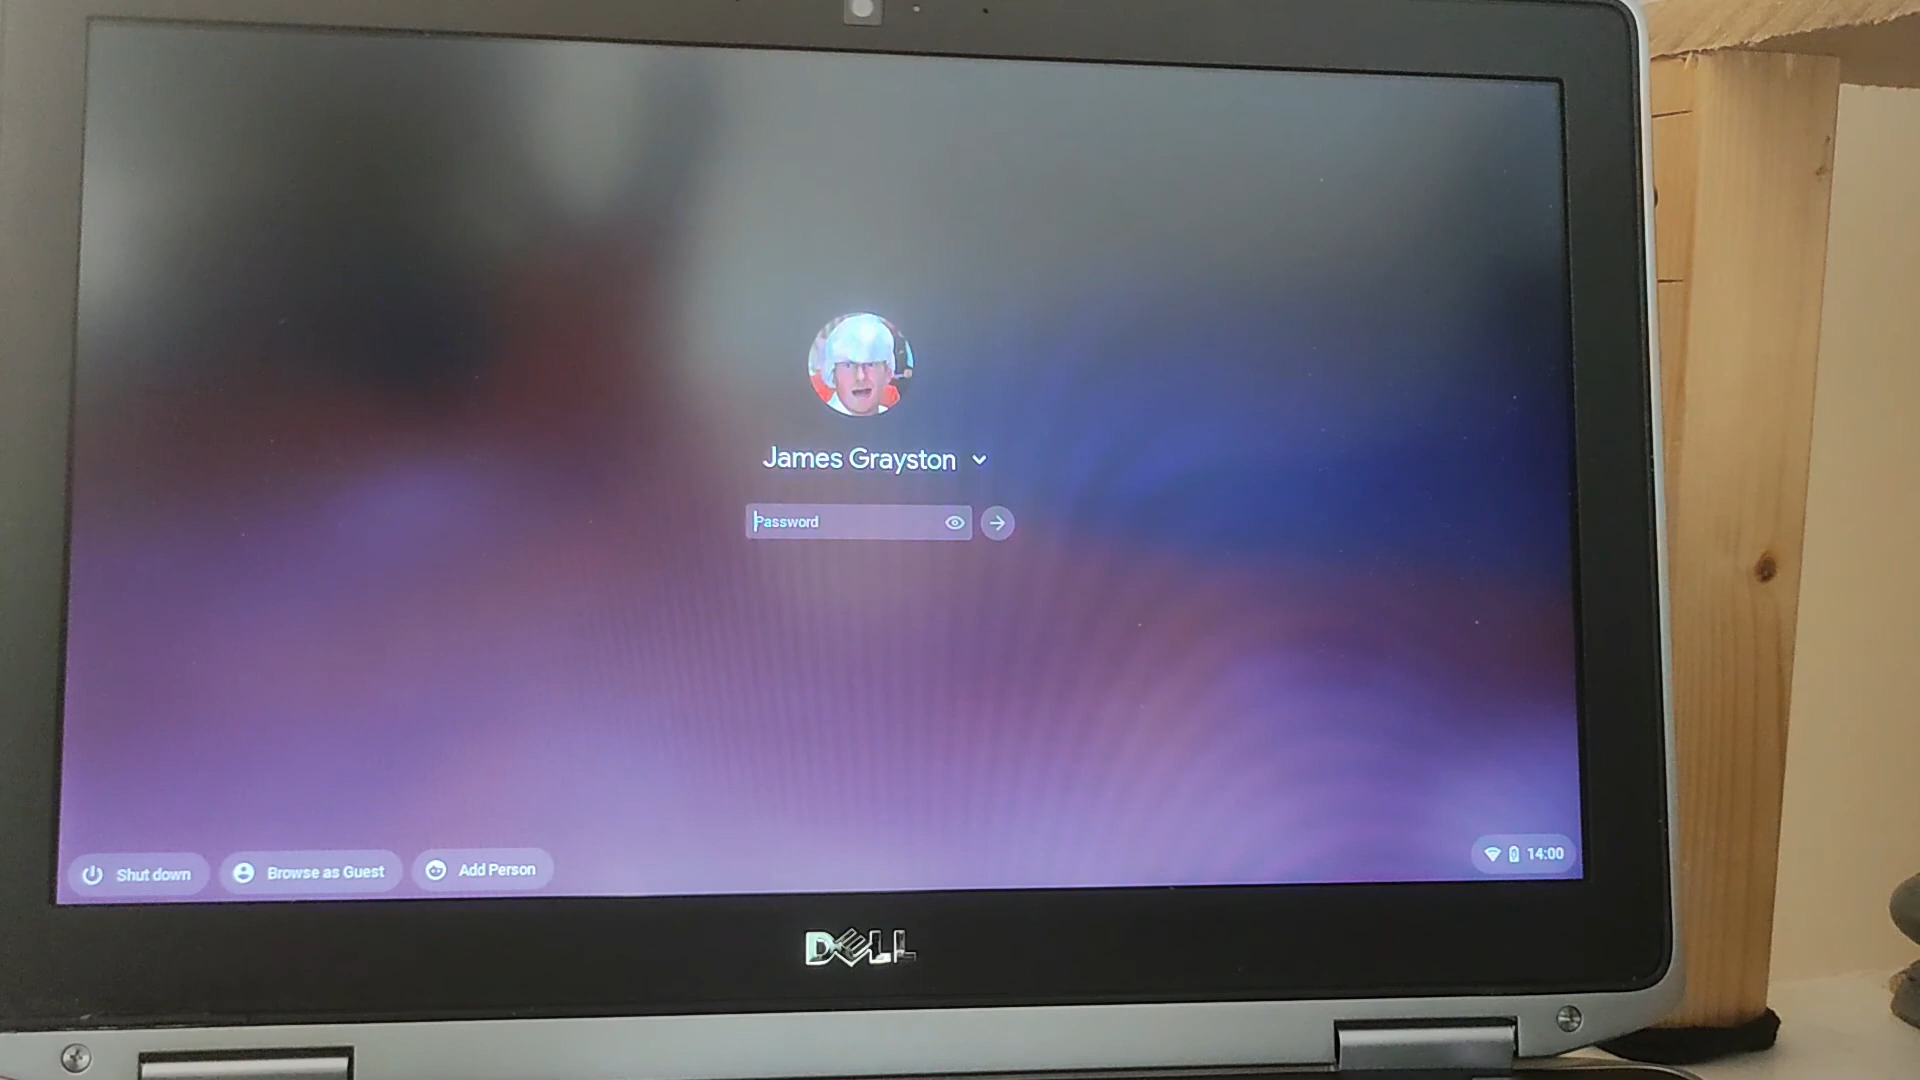 James Grayston
Password
Shut down
Browse as Guest
Add Person
14:00
DELL